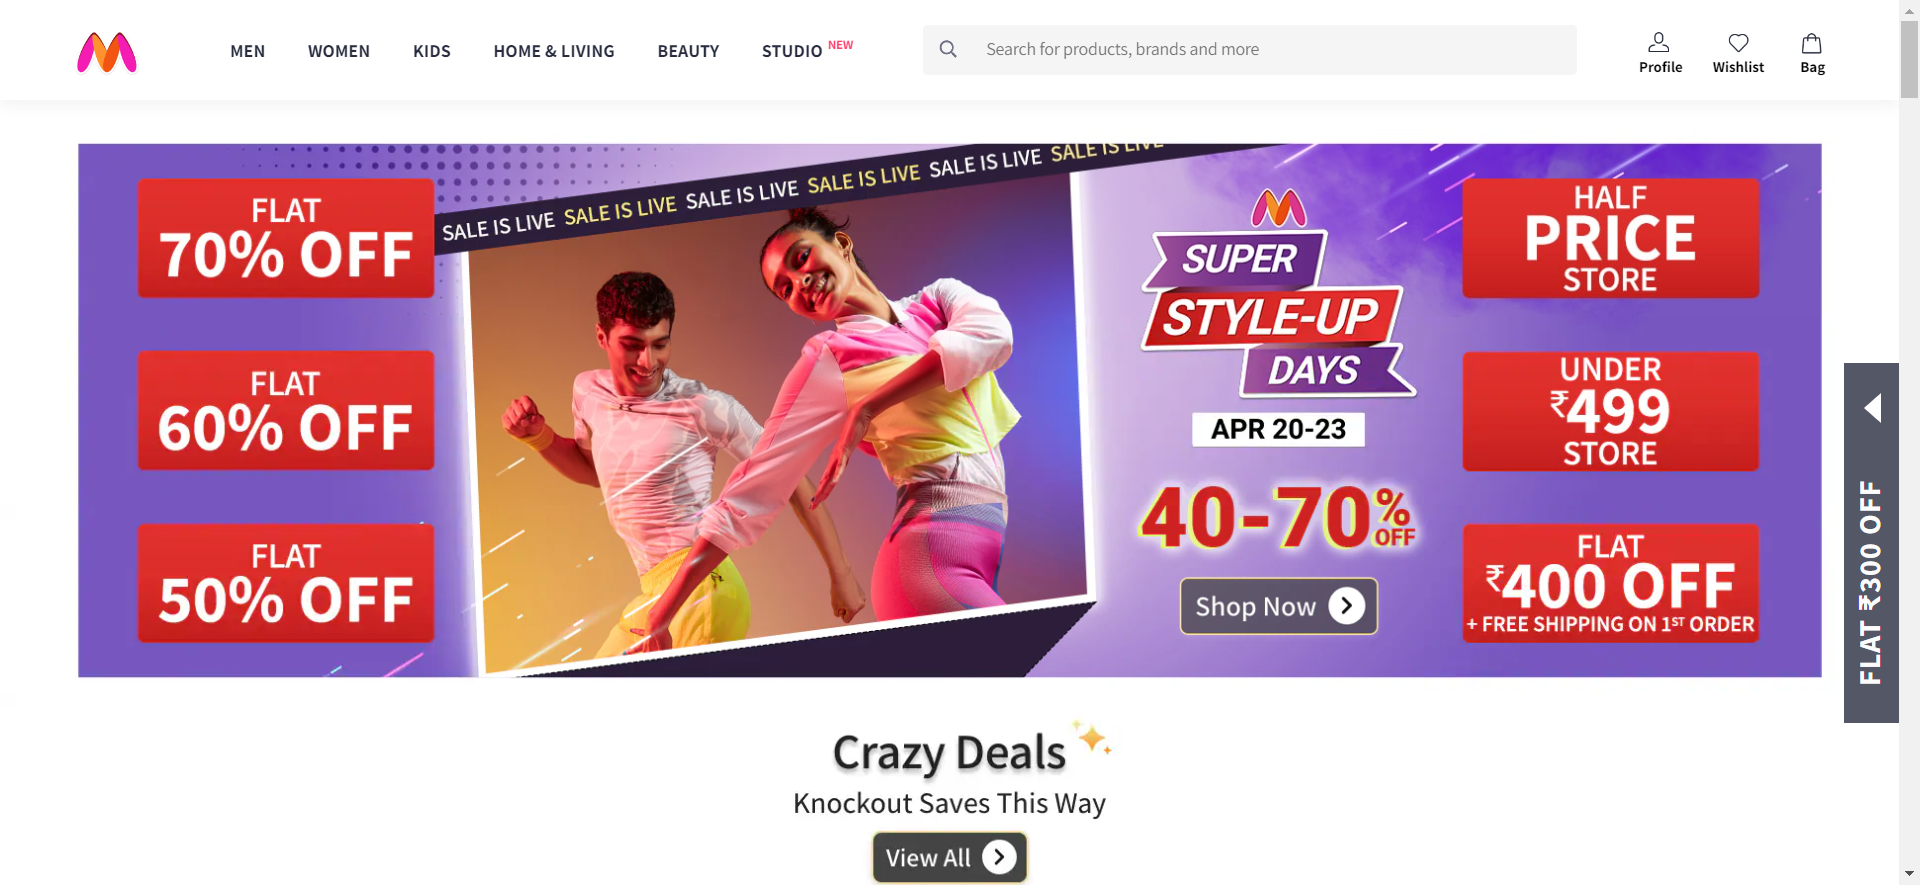 MEN WOMEN KIDS HOME & LIVING BEAUTY STUDIO NEW
Search for products, brands and more
Profile Wishlist Bag
SALE IS LIVE SALE IS LIVE SALE IS LIVE SALE IS LIVE SALE IS LIVE SALE IS LIVE
FLAT
70% OFF
FLAT
60% OFF
FLAT
50% OFF
SUPER
STYLE-UP
DAYS
APR 20-23
40-70% OFF
Shop Now
HALF
PRICE
STORE
UNDER
₹499
STORE
FLAT
₹400 OFF
+ FREE SHIPPING ON 1ST ORDER
FLAT ₹300 OFF
Crazy Deals
Knockout Saves This Way
View All